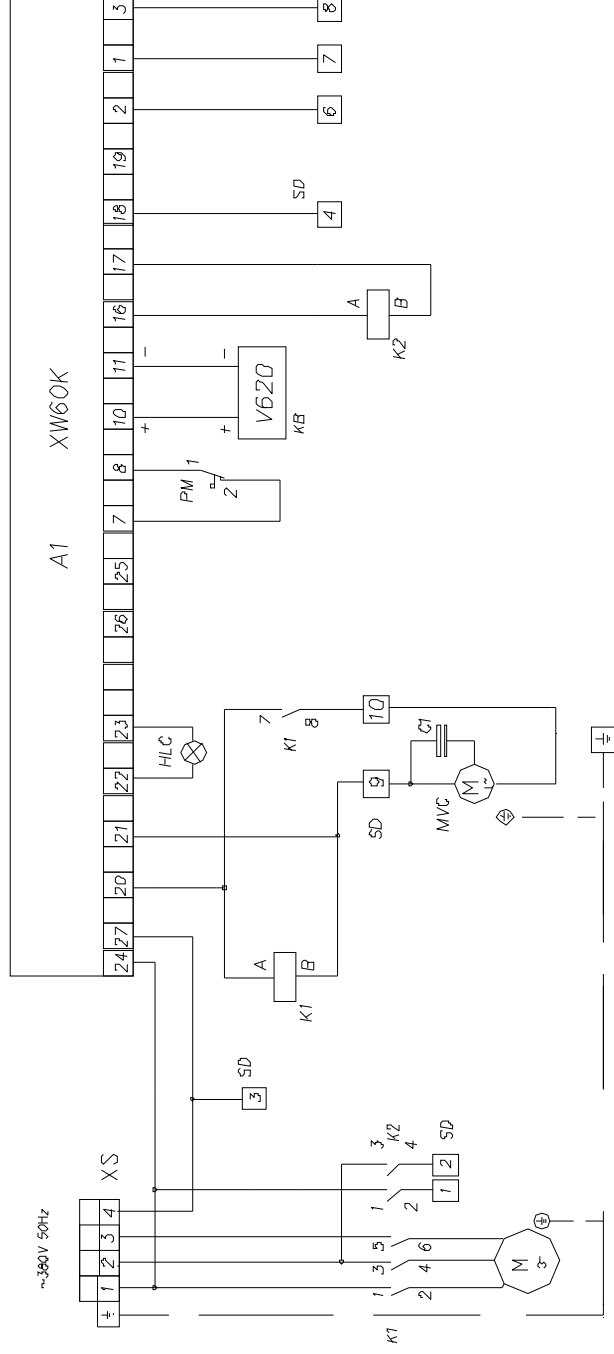 ~380V 50Hz
XS
1 2 3 4
K1
1 2
3 4
5 6
M
3~
K2
1 2
3 4
SD
1 2
SD
3
A1 XW60K
24 27 20 21 22 23 26 25 7 8 10 11 16 17 18 19 2 1 3
K1
A
B
HLC
K1
7
8
SD
9 10
MVC
M
1~
C1
PM
1
2
+ -
+ -
V620
KB
K2
A
B
SD
4
6
7
8